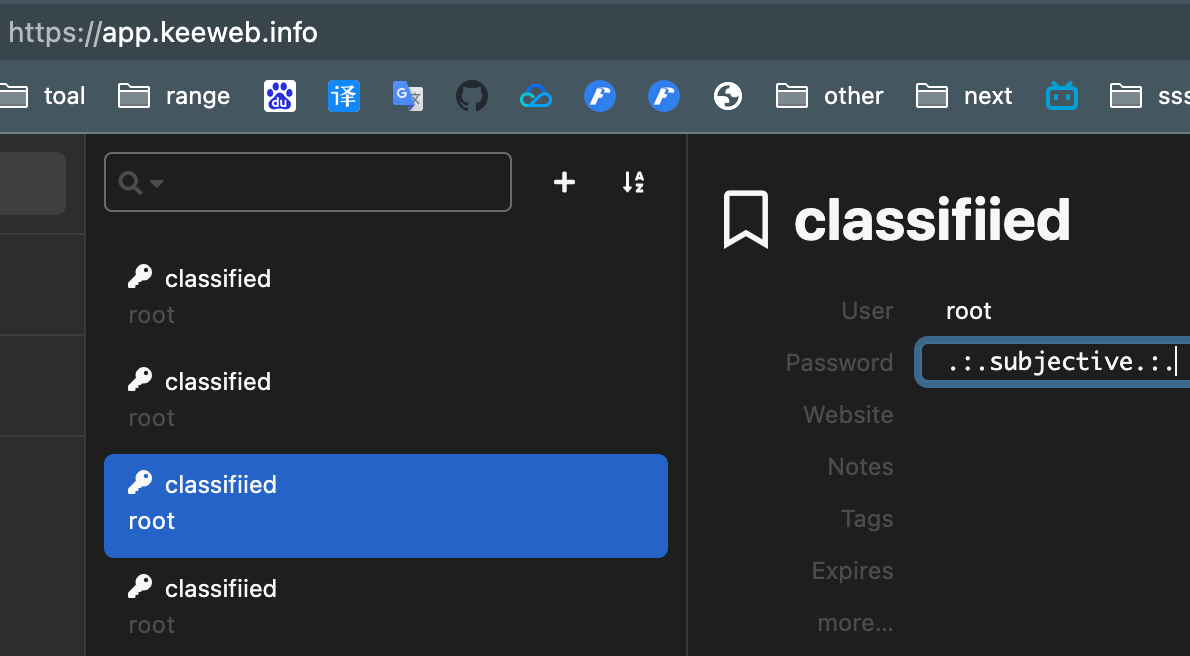 https://app.keeweb.info
toal range du 译 G 文 other next sss
classified
root
classified
root
classifiied
root
classifiied
root
classifiied
User root
Password .:.subjective.:.
Website
Notes
Tags
Expires
more...